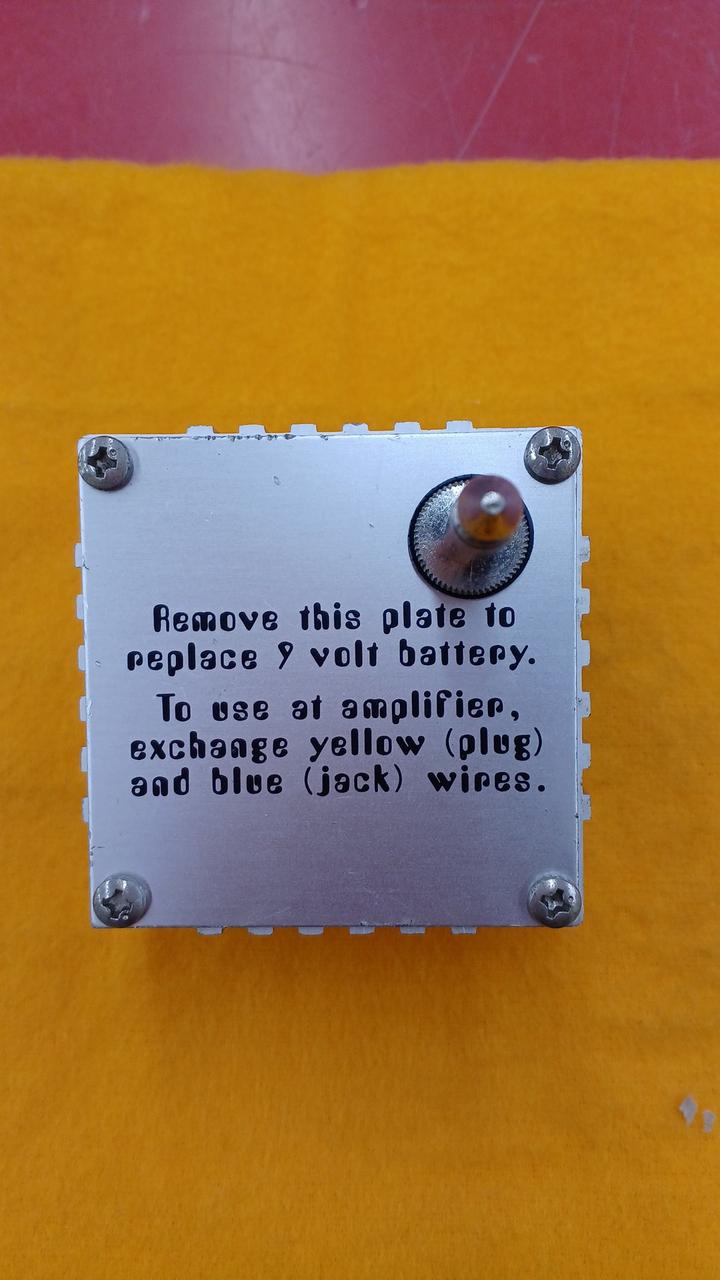 Remove this plate to
replace 9 volt battery.
To use at amplifier,
exchange yellow (plug)
and blue (jack) wires.